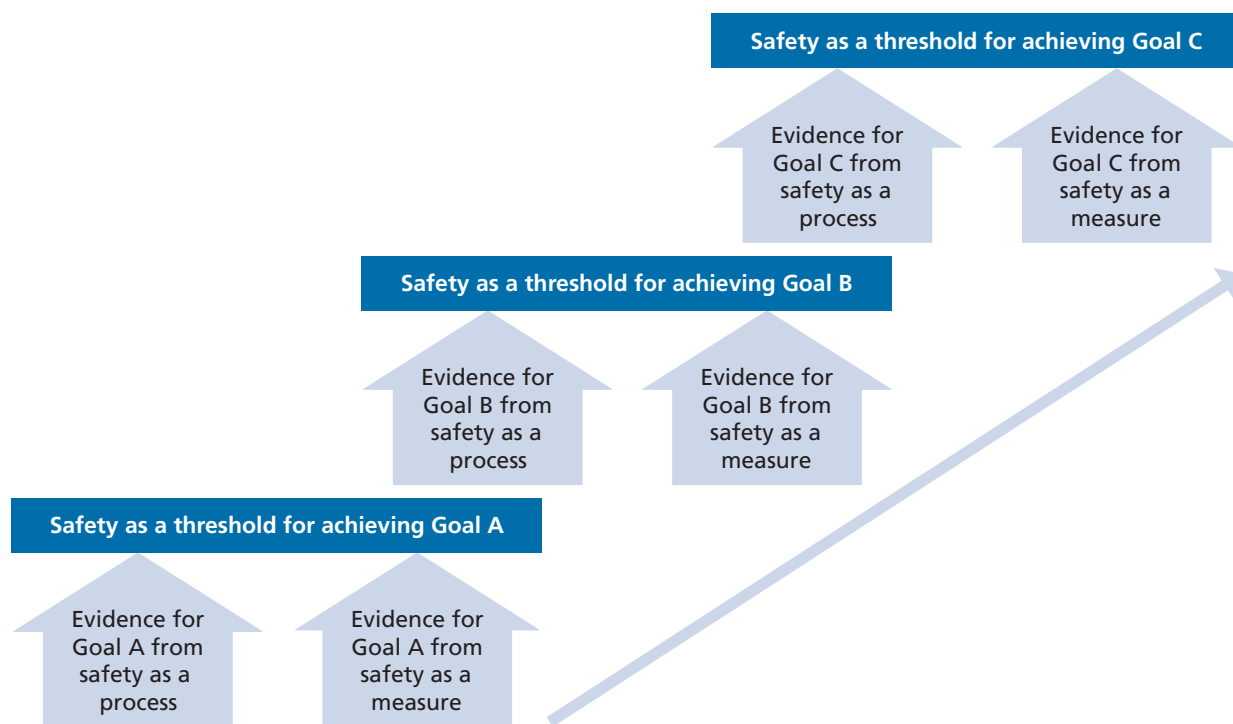 Safety as a threshold for achieving Goal C
Evidence for
Goal C from
safety as a
process
Evidence for
Goal C from
safety as a
measure
Safety as a threshold for achieving Goal B
Evidence for
Goal B from
safety as a
process
Evidence for
Goal B from
safety as a
measure
Safety as a threshold for achieving Goal A
Evidence for
Goal A from
safety as a
process
Evidence for
Goal A from
safety as a
measure